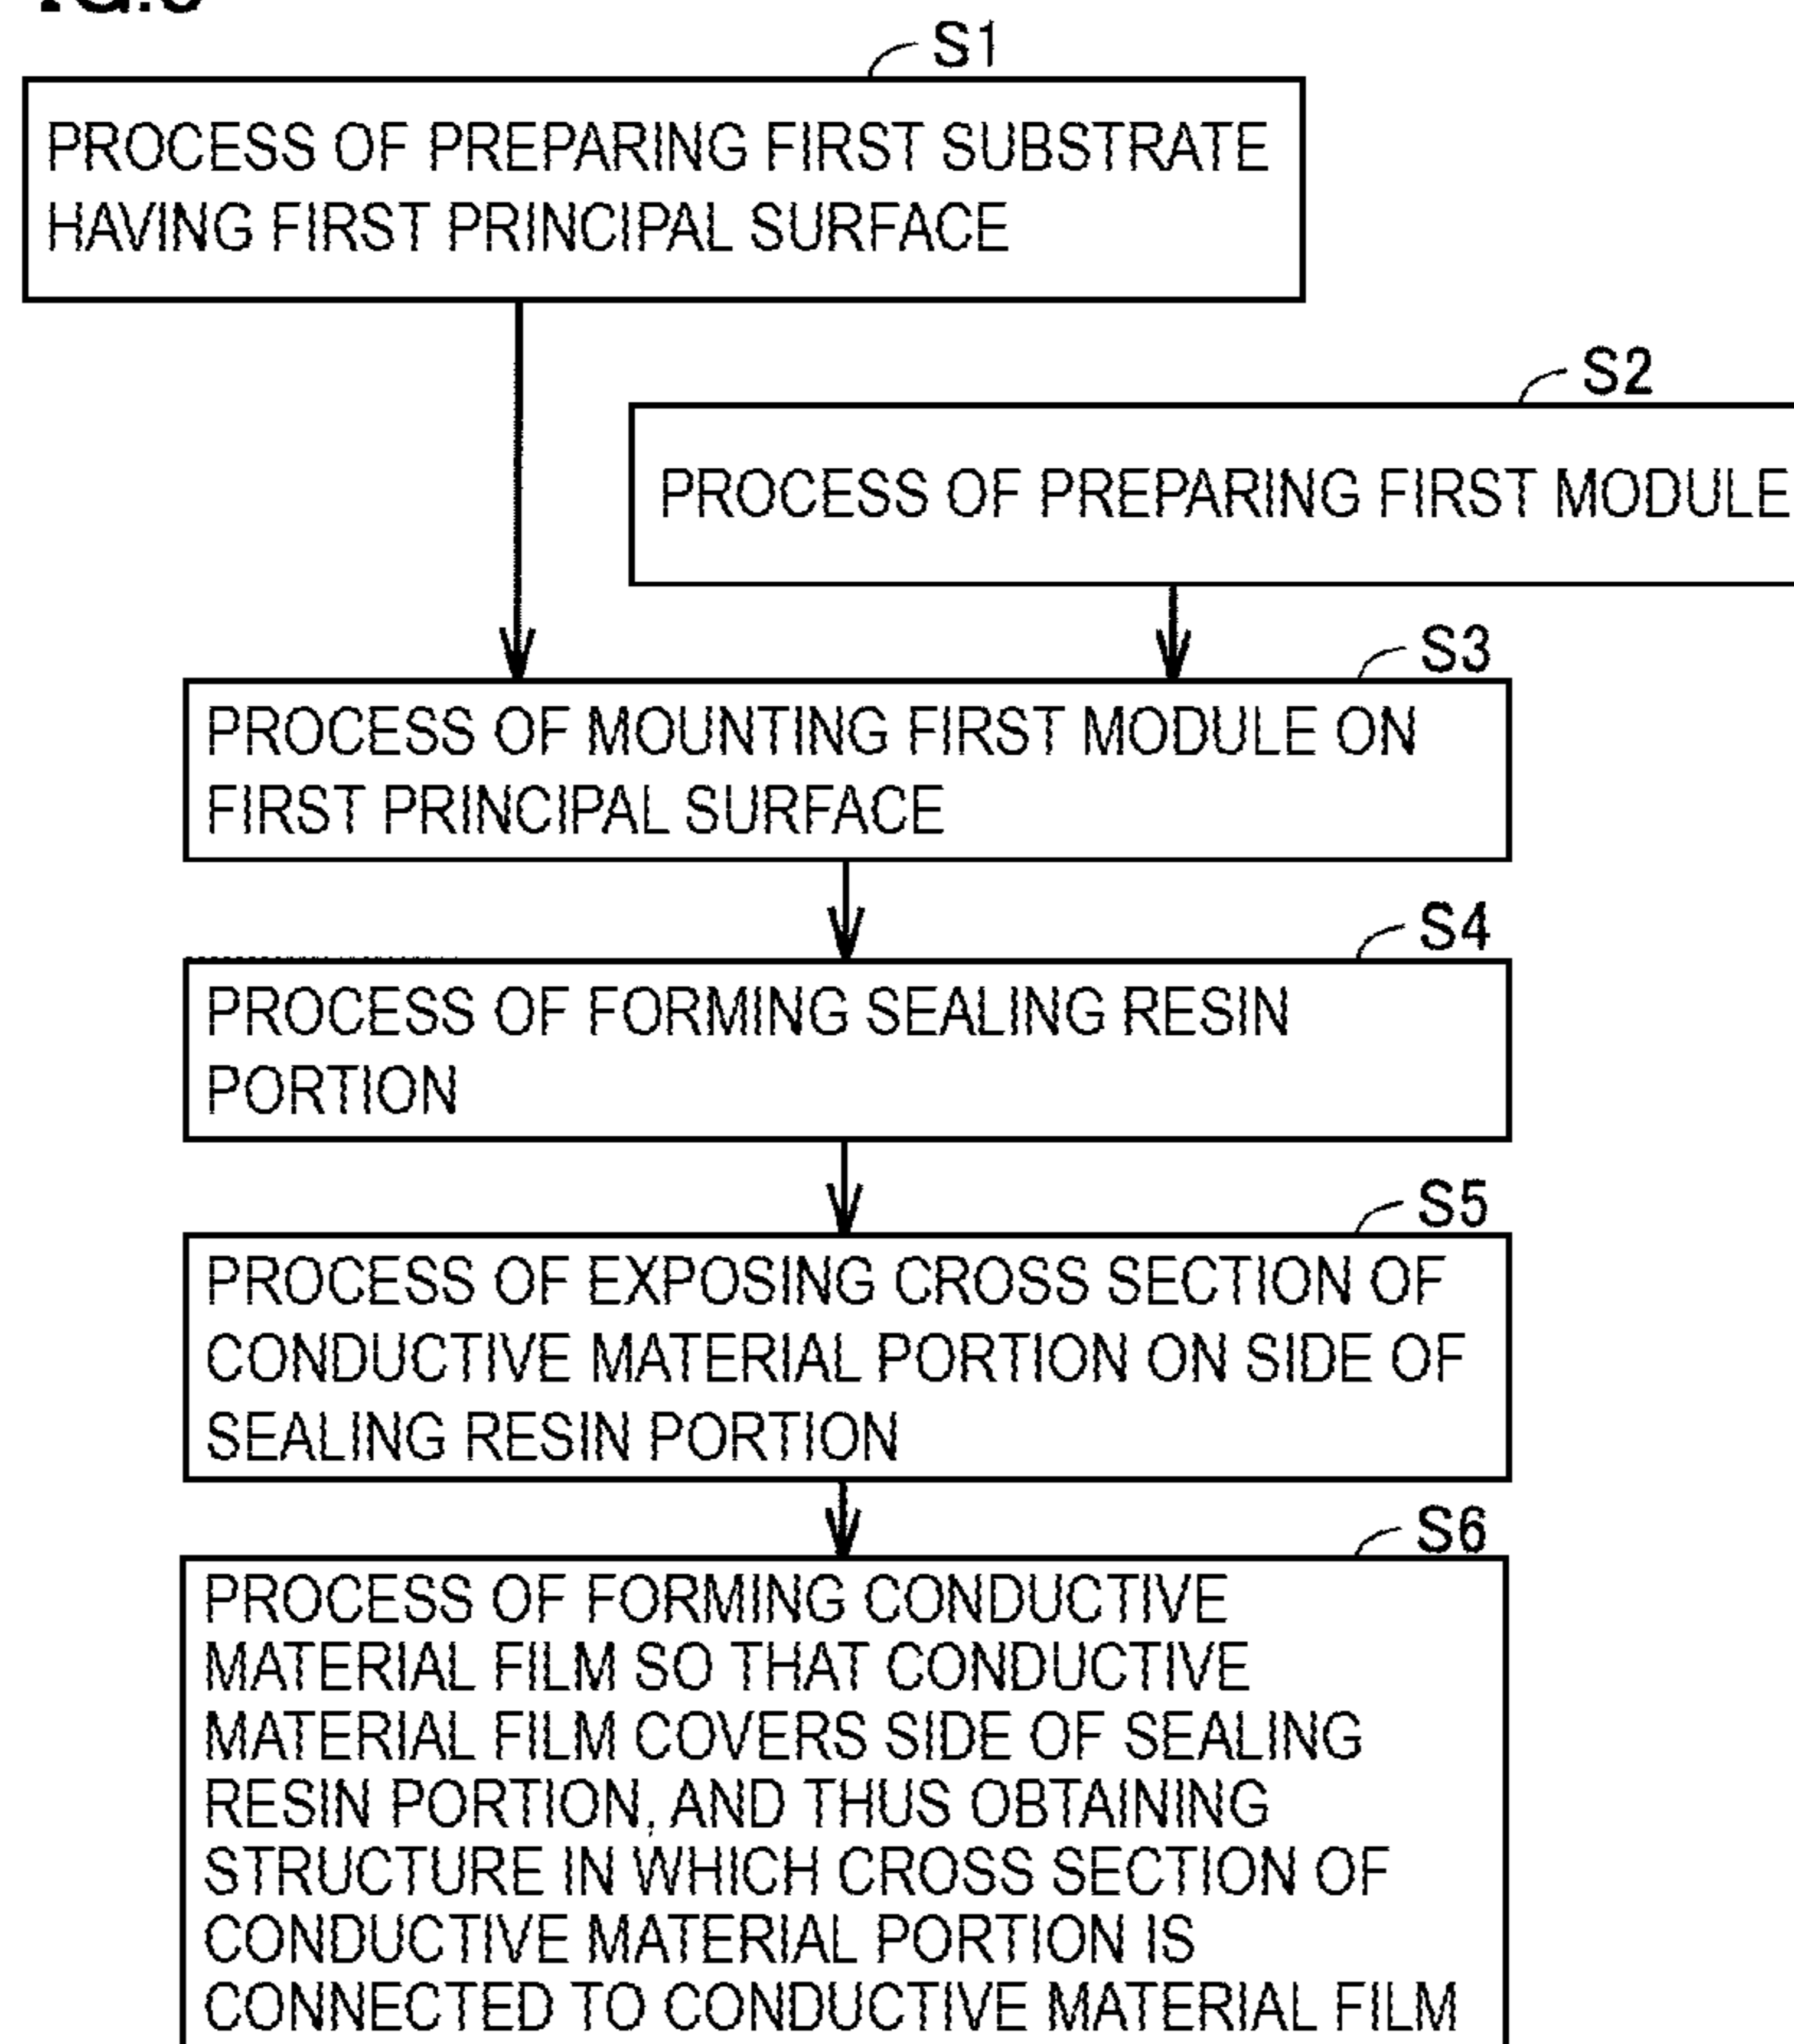 S1
PROCESS OF PREPARING FIRST SUBSTRATE
HAVING FIRST PRINCIPAL SURFACE
S2
PROCESS OF PREPARING FIRST MODULE
S3
PROCESS OF MOUNTING FIRST MODULE ON
FIRST PRINCIPAL SURFACE
S4
PROCESS OF FORMING SEALING RESIN
PORTION
S5
PROCESS OF EXPOSING CROSS SECTION OF
CONDUCTIVE MATERIAL PORTION ON SIDE OF
SEALING RESIN PORTION
S6
PROCESS OF FORMING CONDUCTIVE
MATERIAL FILM SO THAT CONDUCTIVE
MATERIAL FILM COVERS SIDE OF SEALING
RESIN PORTION, AND THUS OBTAINING
STRUCTURE IN WHICH CROSS SECTION OF
CONDUCTIVE MATERIAL PORTION IS
CONNECTED TO CONDUCTIVE MATERIAL FILM